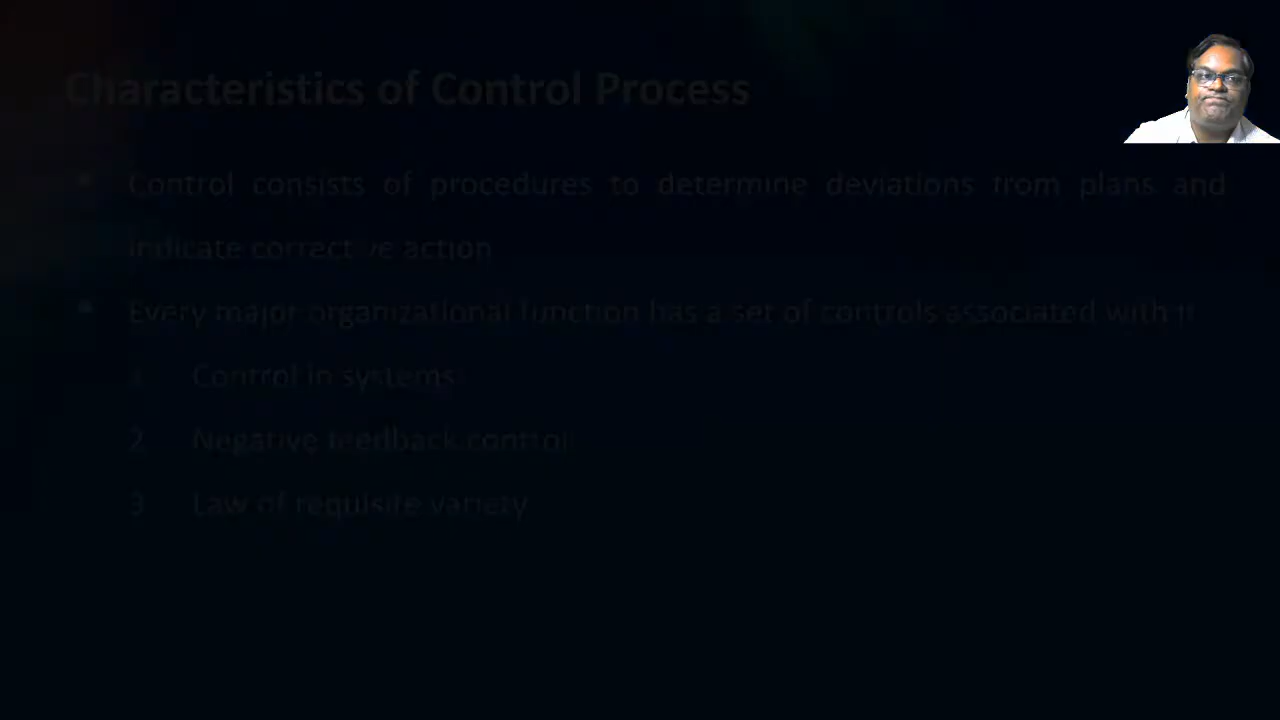 Characteristics of Control Process
• Control consists of procedures to determine deviations from plans and
indicate corrective action
• Every major organizational function has a set of controls associated with it
1 Control in systems
2 Negative feedback control
3 Law of requisite variety